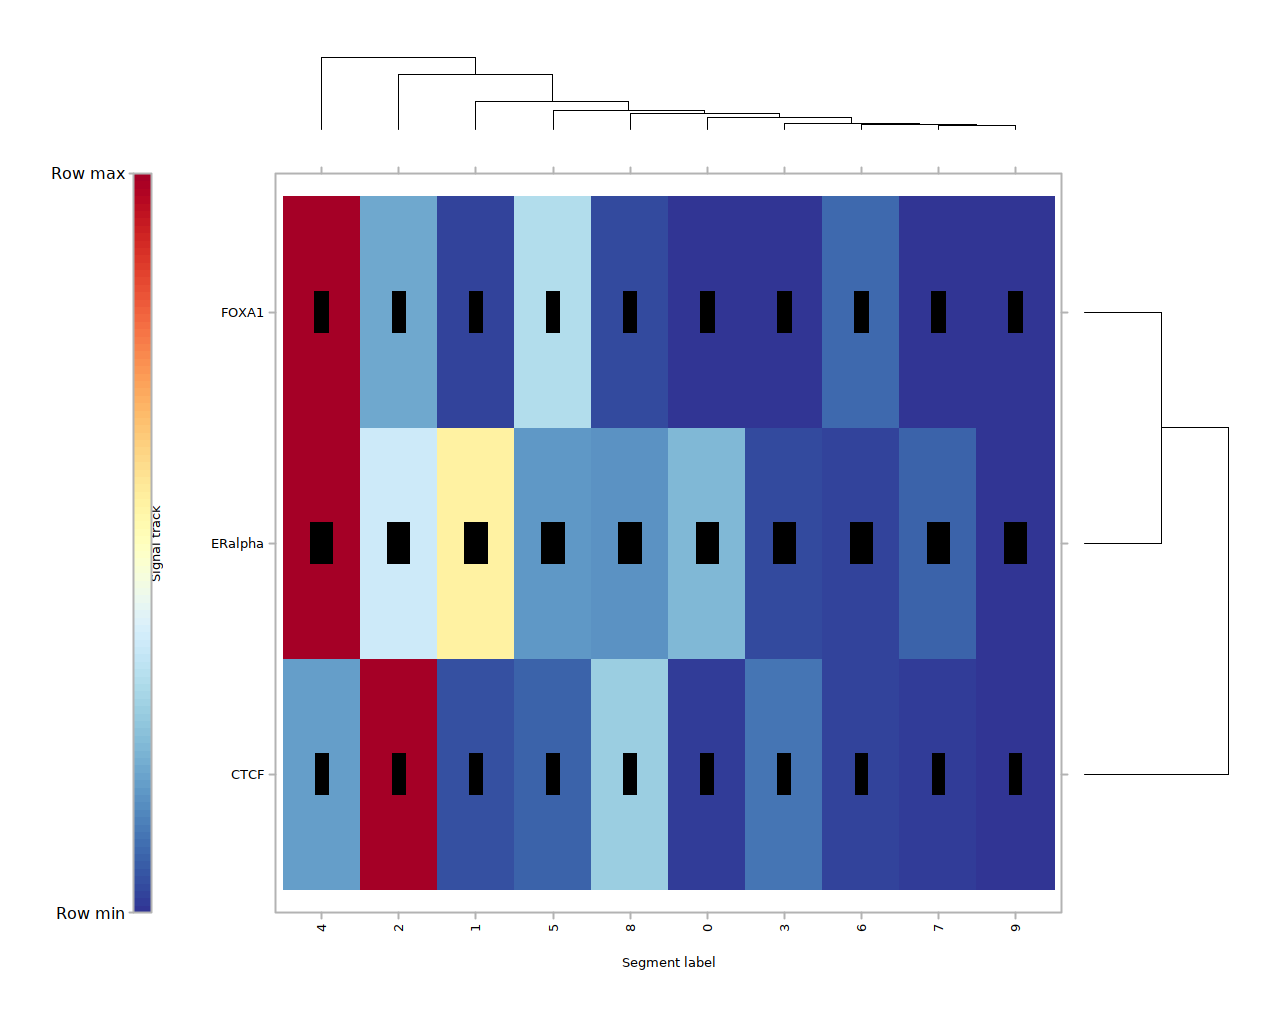 Row max
Signal track
Row min
FOXA1
ERalpha
CTCF
4 2 1 5 8 0 3 6 7 9
Segment label